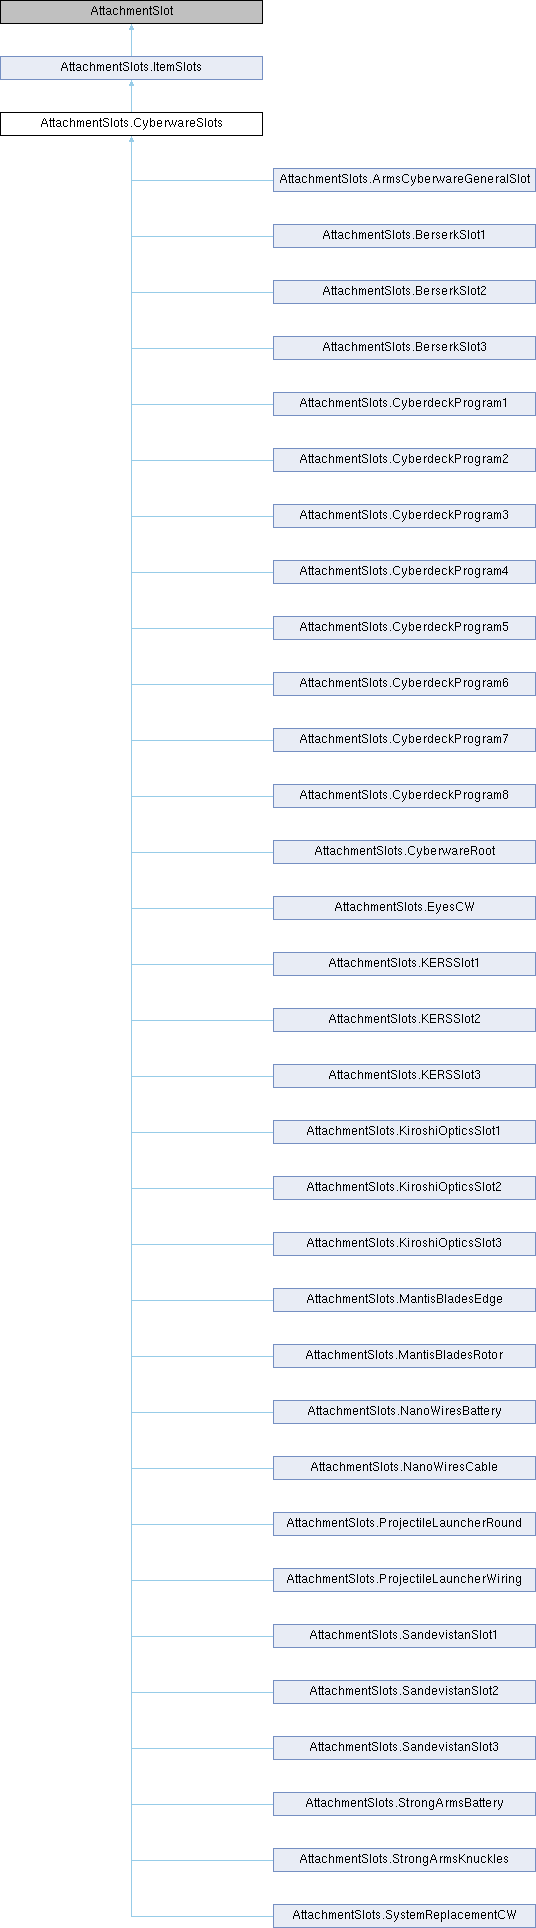 AttachmentSlot
AttachmentSlots.ItemSlots
AttachmentSlots.CyberwareSlots
AttachmentSlots.ArmsCyberwareGeneralSlot
AttachmentSlots.BerserkSlot1
AttachmentSlots.BerserkSlot2
AttachmentSlots.BerserkSlot3
AttachmentSlots.CyberdeckProgram1
AttachmentSlots.CyberdeckProgram2
AttachmentSlots.CyberdeckProgram3
AttachmentSlots.CyberdeckProgram4
AttachmentSlots.CyberdeckProgram5
AttachmentSlots.CyberdeckProgram6
AttachmentSlots.CyberdeckProgram7
AttachmentSlots.CyberdeckProgram8
AttachmentSlots.CyberwareRoot
AttachmentSlots.EyesCW
AttachmentSlots.KERSSlot1
AttachmentSlots.KERSSlot2
AttachmentSlots.KERSSlot3
AttachmentSlots.KiroshiOpticsSlot1
AttachmentSlots.KiroshiOpticsSlot2
AttachmentSlots.KiroshiOpticsSlot3
AttachmentSlots.MantisBladesEdge
AttachmentSlots.MantisBladesRotor
AttachmentSlots.NanoWiresBattery
AttachmentSlots.NanoWiresCable
AttachmentSlots.ProjectileLauncherRound
AttachmentSlots.ProjectileLauncherWiring
AttachmentSlots.SandevistanSlot1
AttachmentSlots.SandevistanSlot2
AttachmentSlots.SandevistanSlot3
AttachmentSlots.StrongArmsBattery
AttachmentSlots.StrongArmsKnuckles
AttachmentSlots.SystemReplacementCW